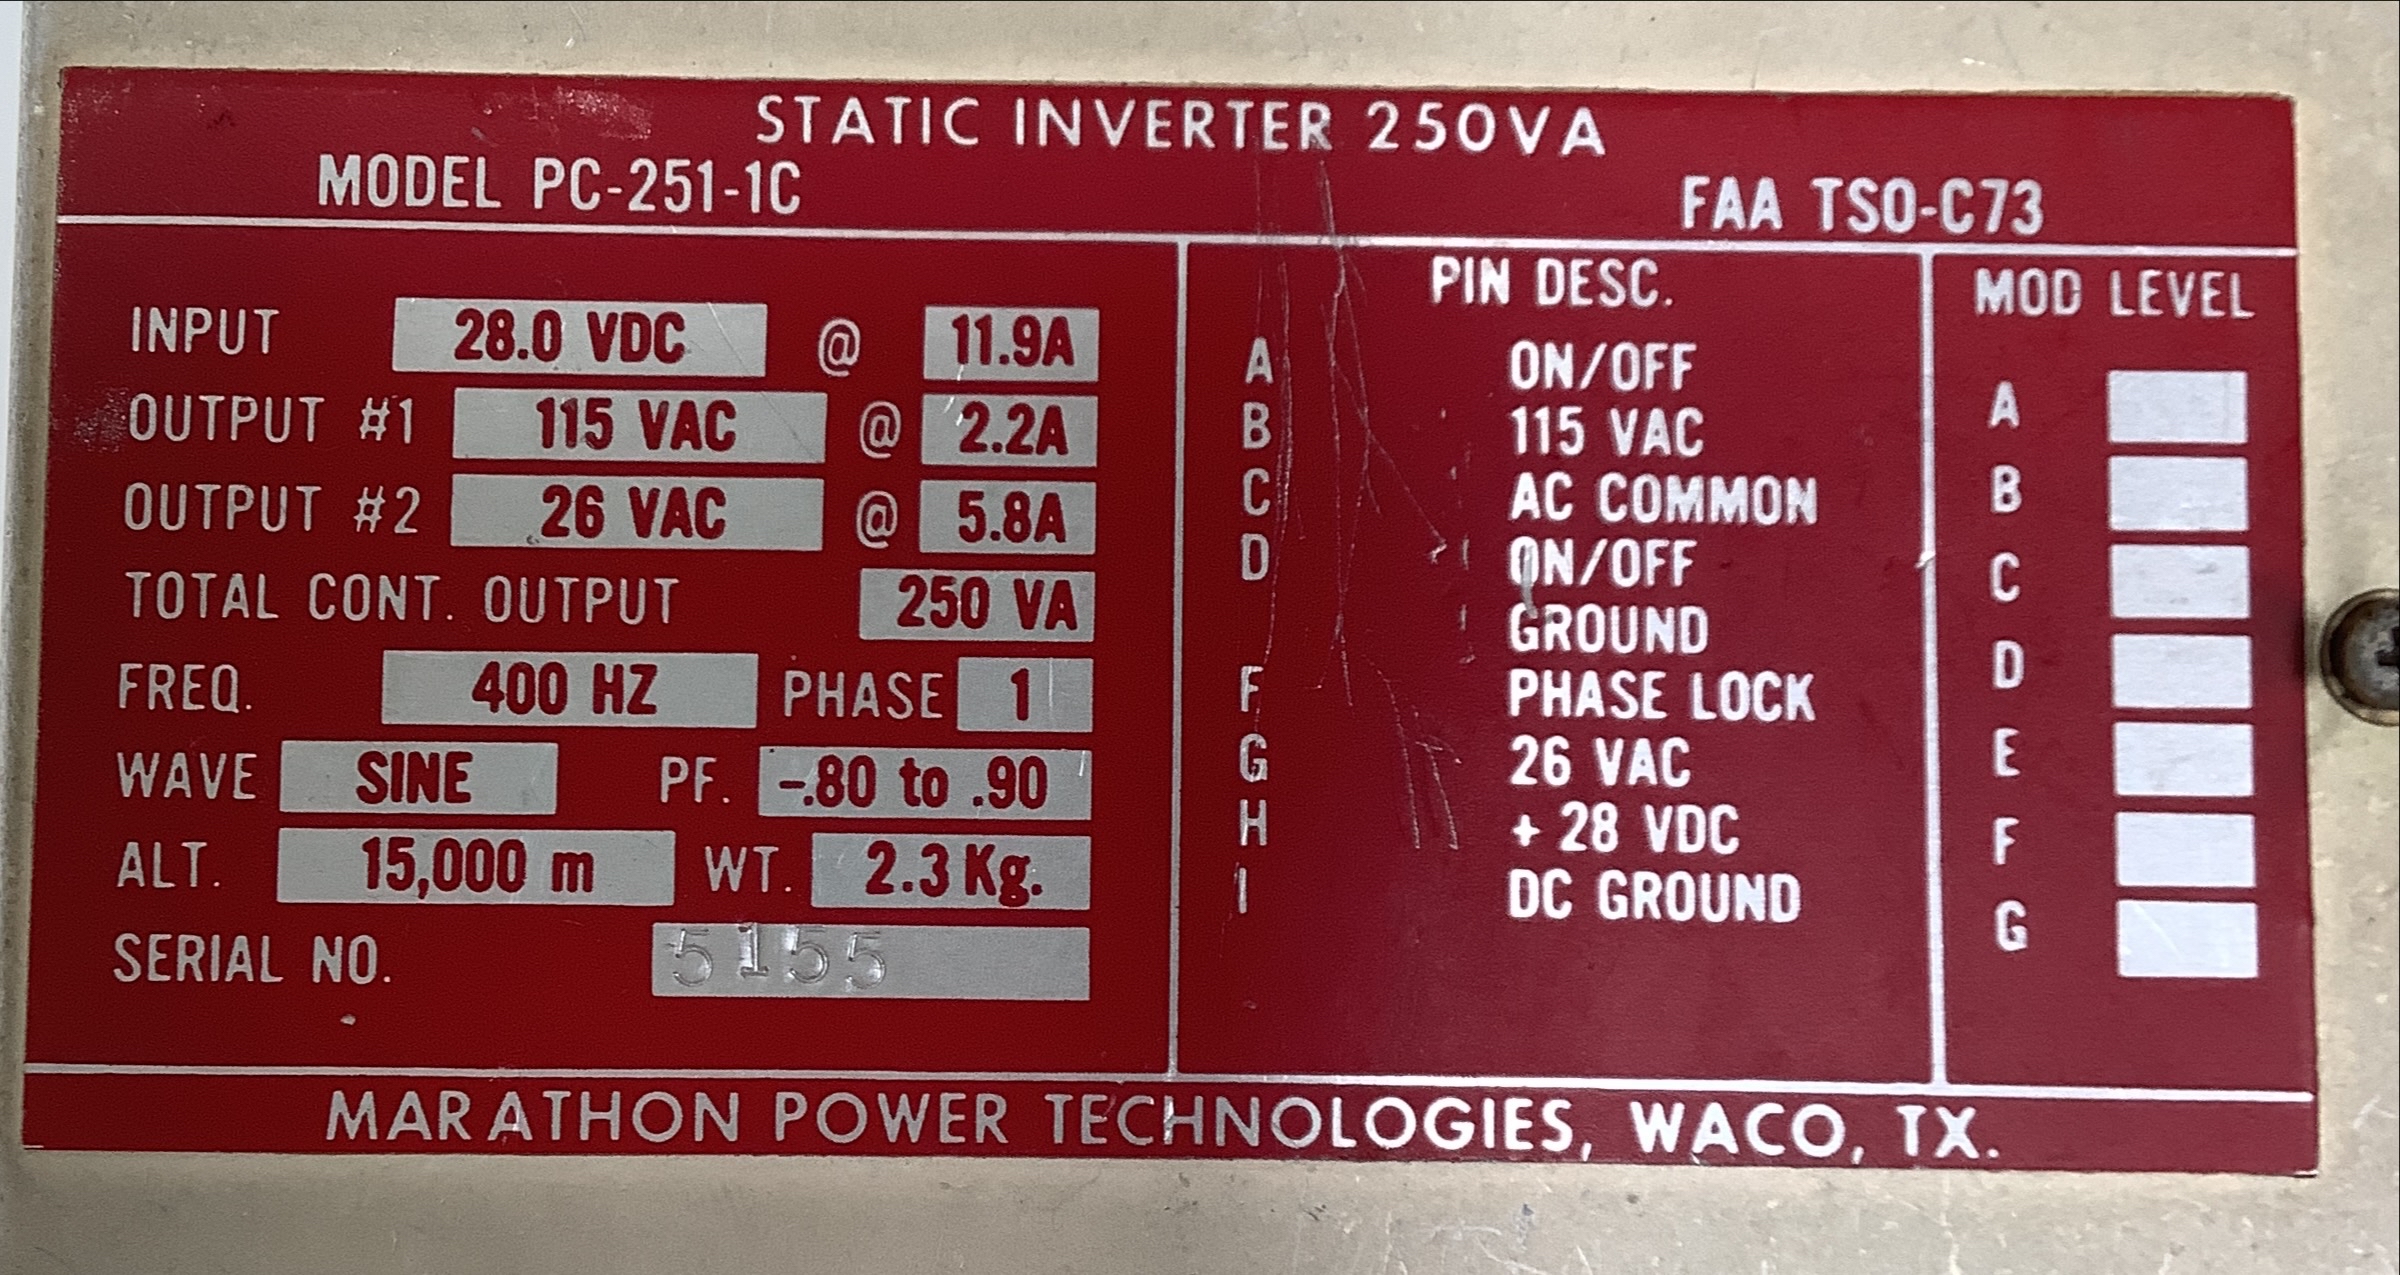 STATIC INVERTER 250VA
MODEL PC-251-1C
FAA TSO-C73
INPUT 28.0 VDC @ 11.9A
OUTPUT #1 115 VAC @ 2.2A
OUTPUT #2 26 VAC @ 5.8A
TOTAL CONT. OUTPUT 250 VA
FREQ. 400 HZ PHASE 1
WAVE SINE PF. -.80 to .90
ALT. 15,000 m WT. 2.3 Kg.
SERIAL NO. 5155
PIN DESC.
A ON/OFF
B 115 VAC
C AC COMMON
D ON/OFF
GROUND
F PHASE LOCK
G 26 VAC
H + 28 VDC
I DC GROUND
MOD LEVEL
A
B
C
D
E
F
G
MARATHON POWER TECHNOLOGIES, WACO, TX.